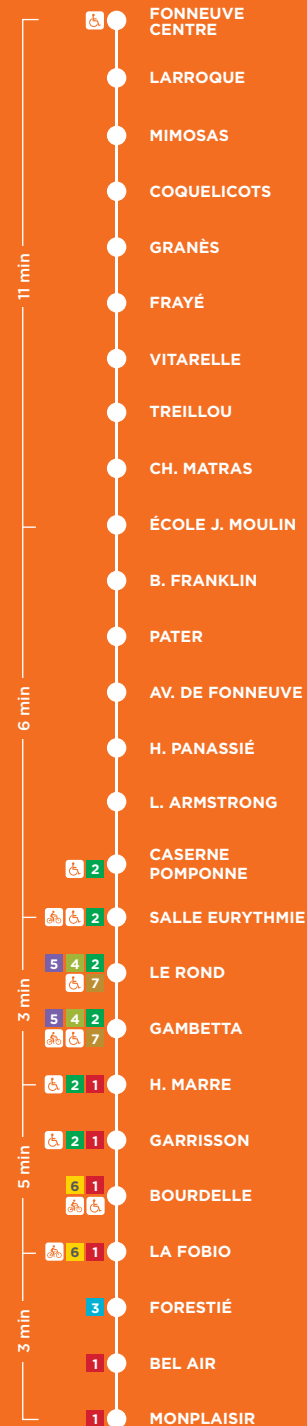 FONNEUVE
CENTRE
LARROQUE
MIMOSAS
COQUELICOTS
GRANÈS
11 min
FRAYÉ
VITARELLE
TREILLOU
CH. MATRAS
ÉCOLE J. MOULIN
B. FRANKLIN
PATER
AV. DE FONNEUVE
6 min
H. PANASSIÉ
L. ARMSTRONG
CASERNE
2 POMPONNE
2 SALLE EURYTHMIE
5 4 2
7
LE ROND
3 min
5 4 2
7
GAMBETTA
2 1 H. MARRE
2 1 GARRISSON
5 min
6 1
BOURDELLE
6 1 LA FOBIO
3 FORESTIÉ
3 min
1 BEL AIR
1 MONPLAISIR